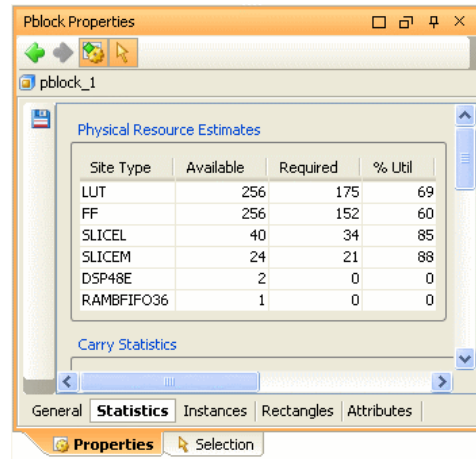 Pblock Properties
pblock_1
Physical Resource Estimates
Site Type Available Required % Util
LUT 256 175 69
FF 256 152 60
SLICEL 40 34 85
SLICEM 24 21 88
DSP48E 2 0 0
RAMBFIFO36 1 0 0
Carry Statistics
General Statistics Instances Rectangles Attributes
Properties Selection